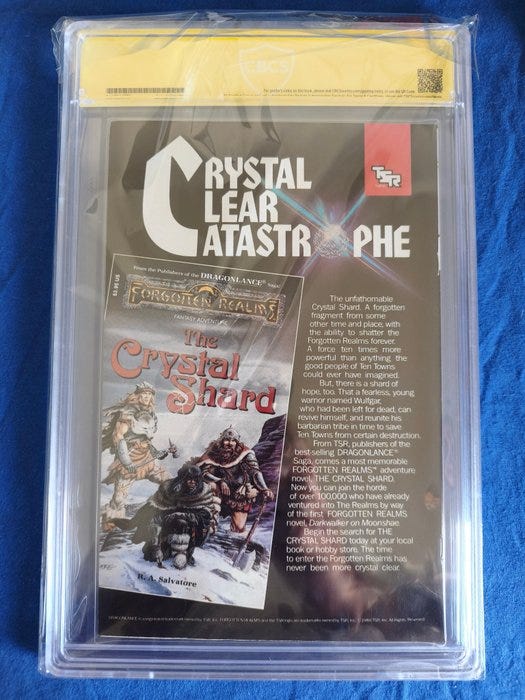 CBCS
CRYSTAL
CLEAR
CATASTROPHE
TSR
From the Publishers of the DRAGONLANCE® Saga!
$3.95 US
FORGOTTEN REALMS
FANTASY ADVENTURE
The
Crystal
Shard
R. A. Salvatore
The unfathomable
Crystal Shard. A forgotten
fragment from some
other time and place, with
the ability to shatter the
Forgotten Realms forever.
A force ten times more
powerful than anything the
good people of Ten Towns
could ever have imagined.
But, there is a shard of
hope, too. That a fearless, young
warrior named Wulfgar,
who had been left for dead, can
revive himself, and reunite his
barbarian tribe in time to save
Ten Towns from certain destruction.
From TSR, publishers of the
best-selling DRAGONLANCE®
Saga, comes a most memorable
FORGOTTEN REALMS™ adventure
novel, THE CRYSTAL SHARD.
Now you can join the horde
of over 100,000 who have already
ventured into The Realms by way
of the first FORGOTTEN REALMS
novel, Darkwalker on Moonshae.
Begin the search for THE
CRYSTAL SHARD today at your local
book or hobby store. The time
to enter the Forgotten Realms has
never been more crystal clear.